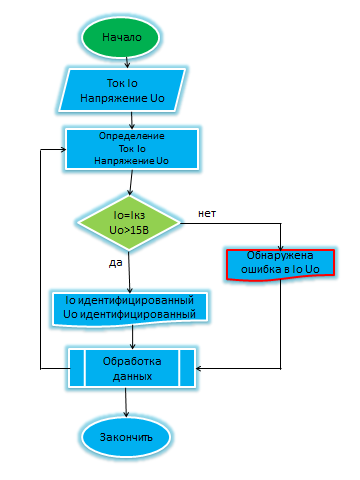 Начало
Ток Io
Напряжение Uo
Определение
Ток Io
Напряжение Uo
Io=Iкз
Uo>15В
нет
да
Обнаружена
ошибка в Io Uo
Io идентифицированный
Uo идентифицированный
Обработка
данных
Закончить